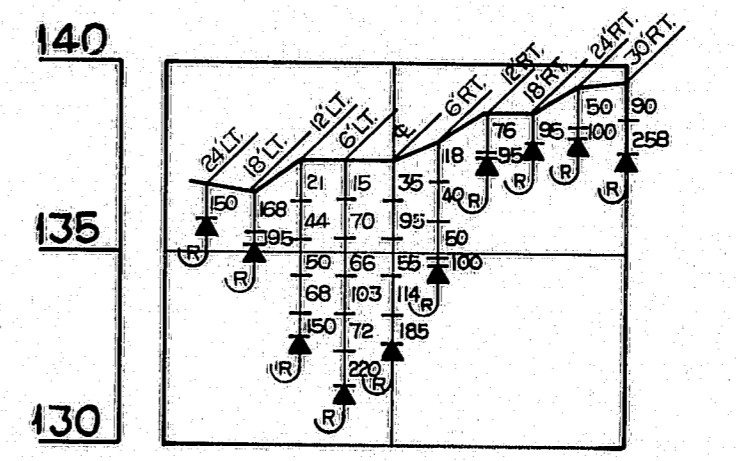 140
135
130
24'LT.
18'LT.
12'LT.
6'LT.
℄
6'RT.
12'RT.
18'RT.
24'RT.
30'RT.
150
R
168
95
R
21
44
50
68
150
R
15
70
66
103
72
220
R
35
95
55
114
185
R
18
40
50
100
R
76
95
R
95
R
50
100
R
90
258
R